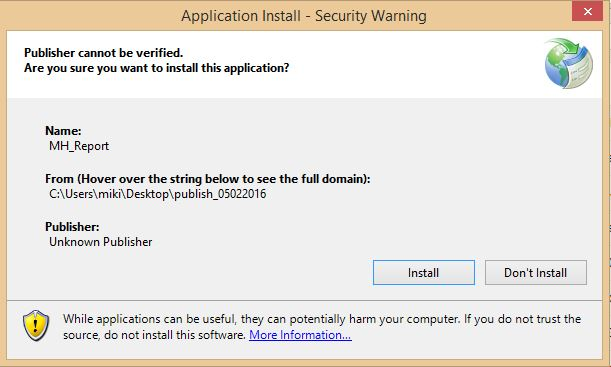 Application Install - Security Warning
Publisher cannot be verified.
Are you sure you want to install this application?
Name:
MH_Report
From (Hover over the string below to see the full domain):
C:\Users\miki\Desktop\publish_05022016
Publisher:
Unknown Publisher
Install
Don't Install
While applications can be useful, they can potentially harm your computer. If you do not trust the
source, do not install this software. More Information...